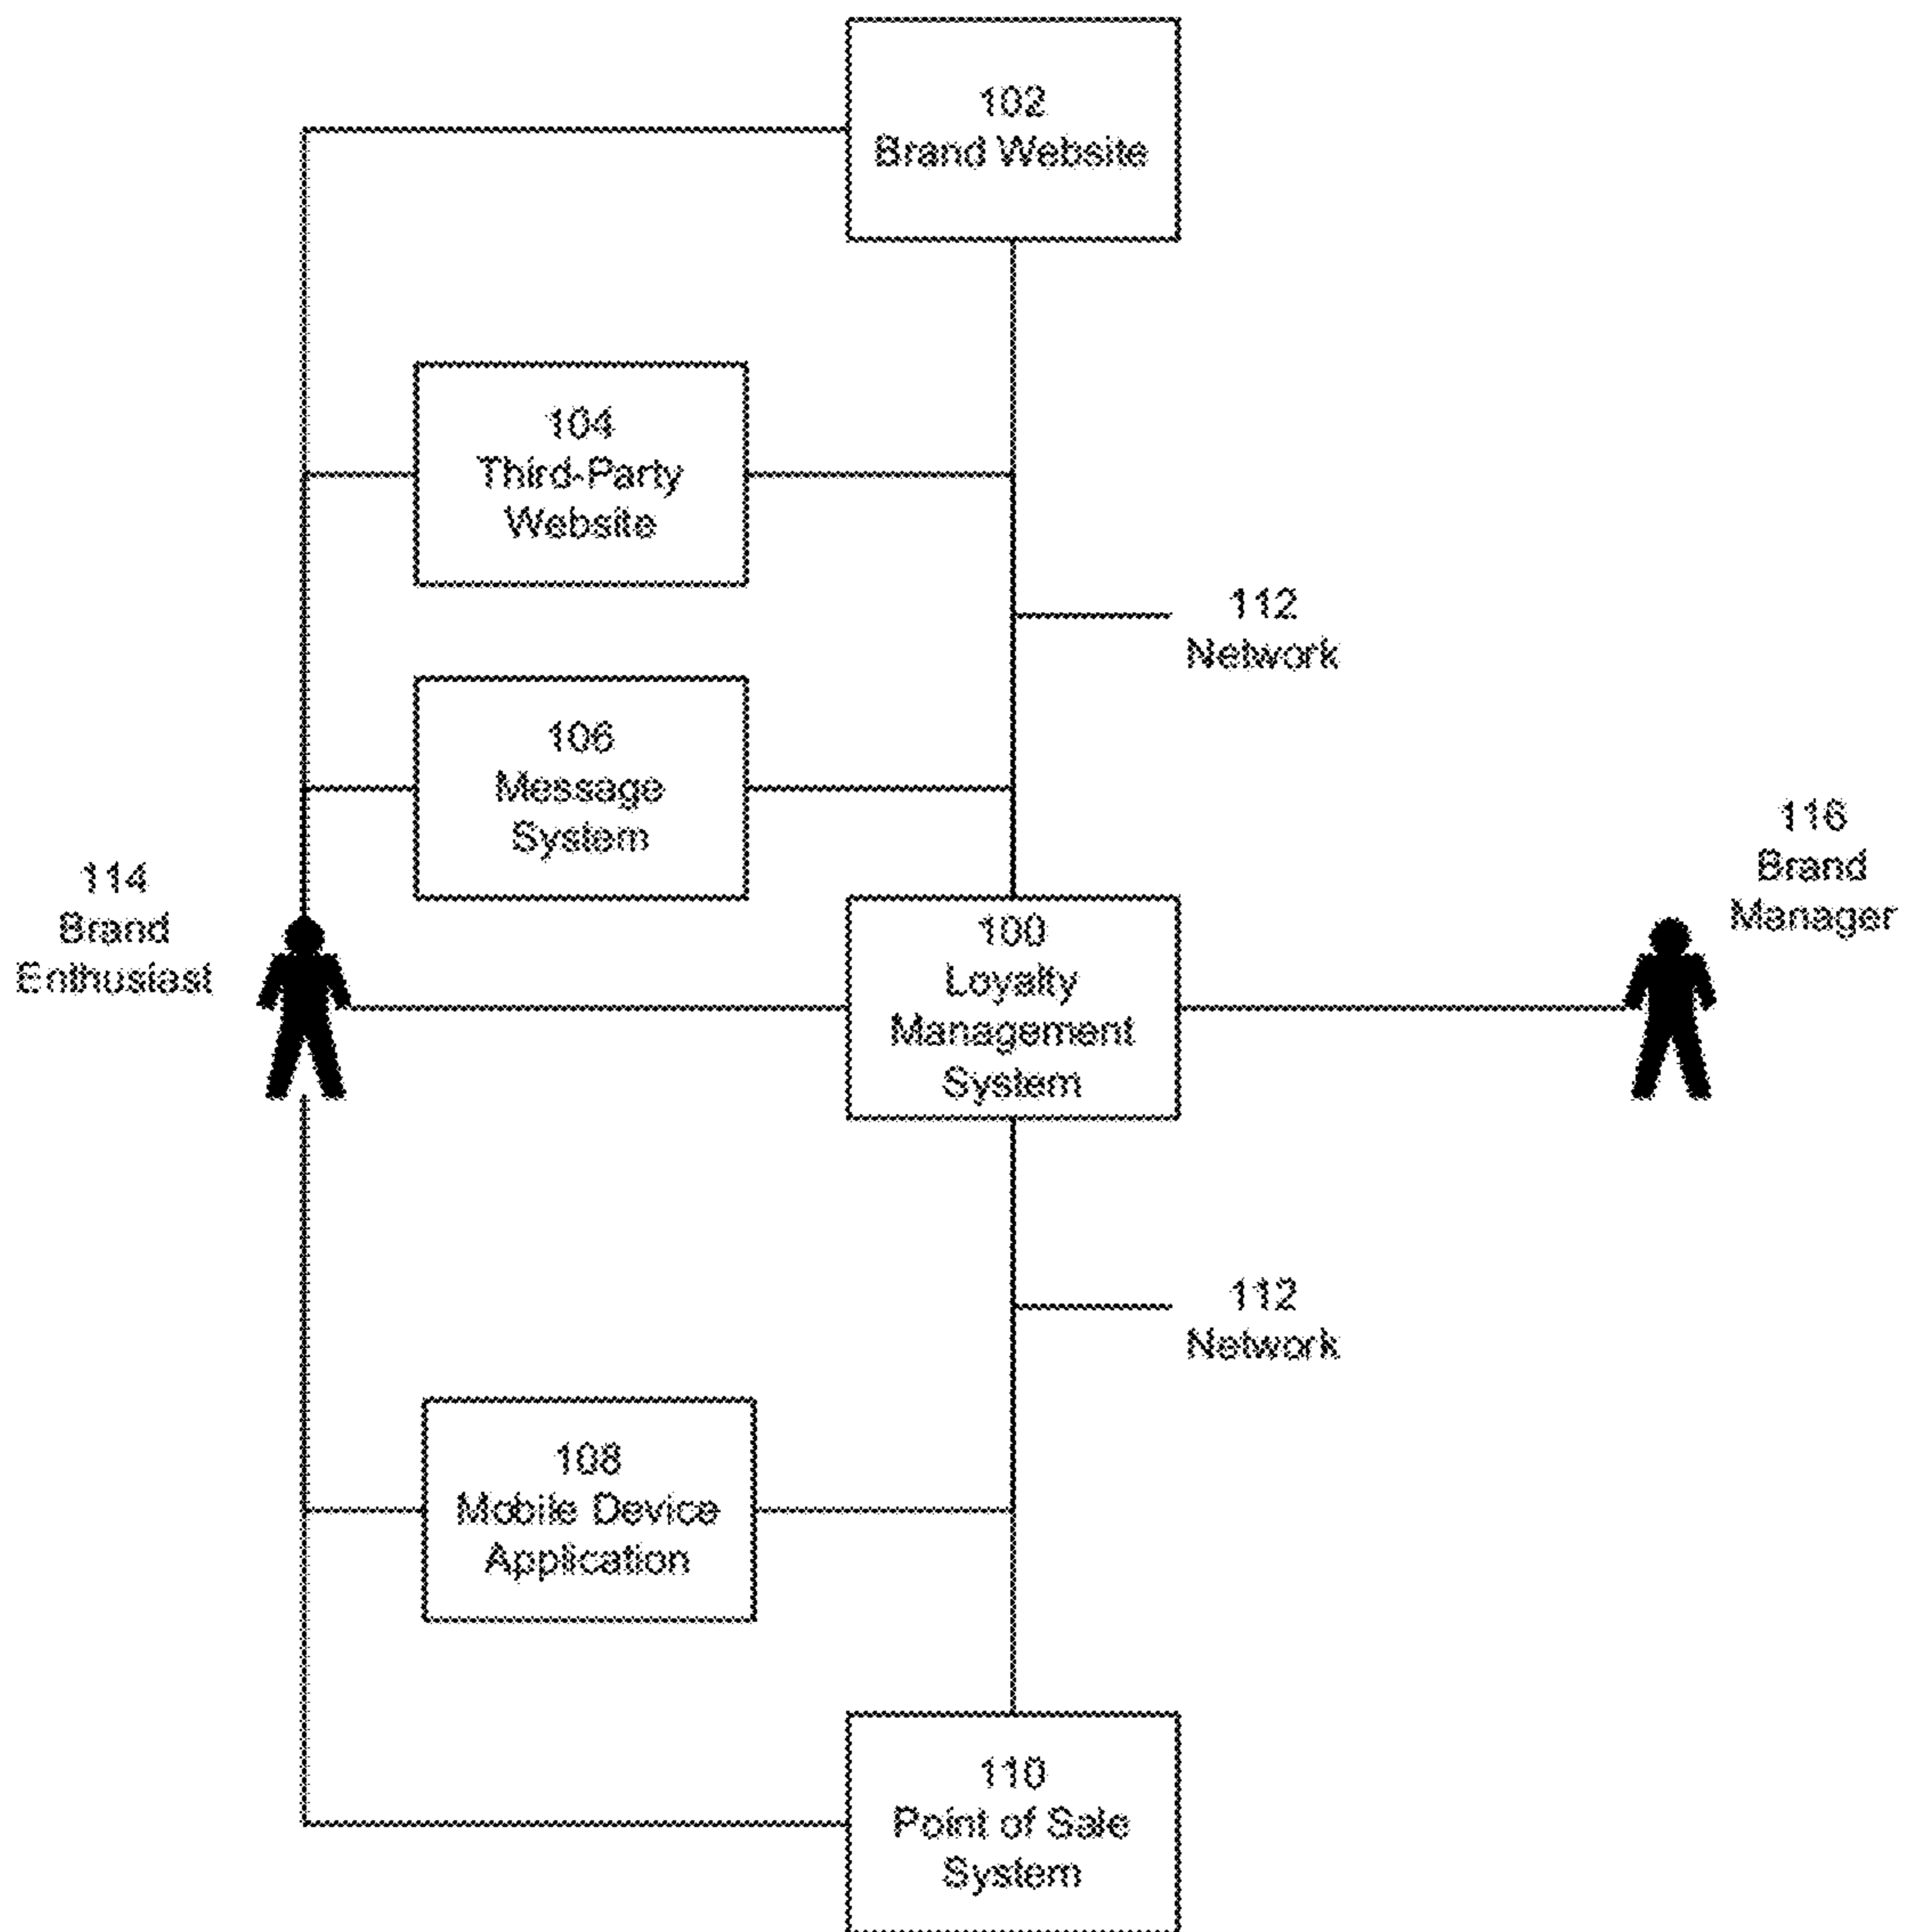 102
Brand Website
104
Third-Party
Website
112
Network
106
Message
System
114
Brand
Enthusiast
100
Loyalty
Management
System
116
Brand
Manager
112
Network
108
Mobile Device
Application
110
Point of Sale
System